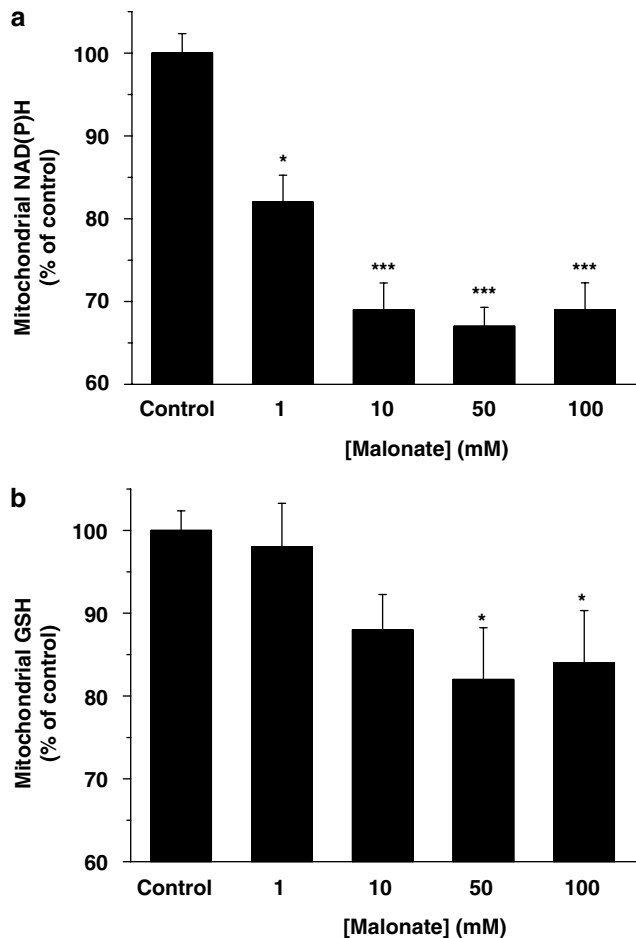 a
Mitochondrial NAD(P)H
(% of control)
100
90
80
70
60
*
***
***
***
Control 1 10 50 100
[Malonate] (mM)
b
Mitochondrial GSH
(% of control)
100
90
80
70
60
*
*
Control 1 10 50 100
[Malonate] (mM)